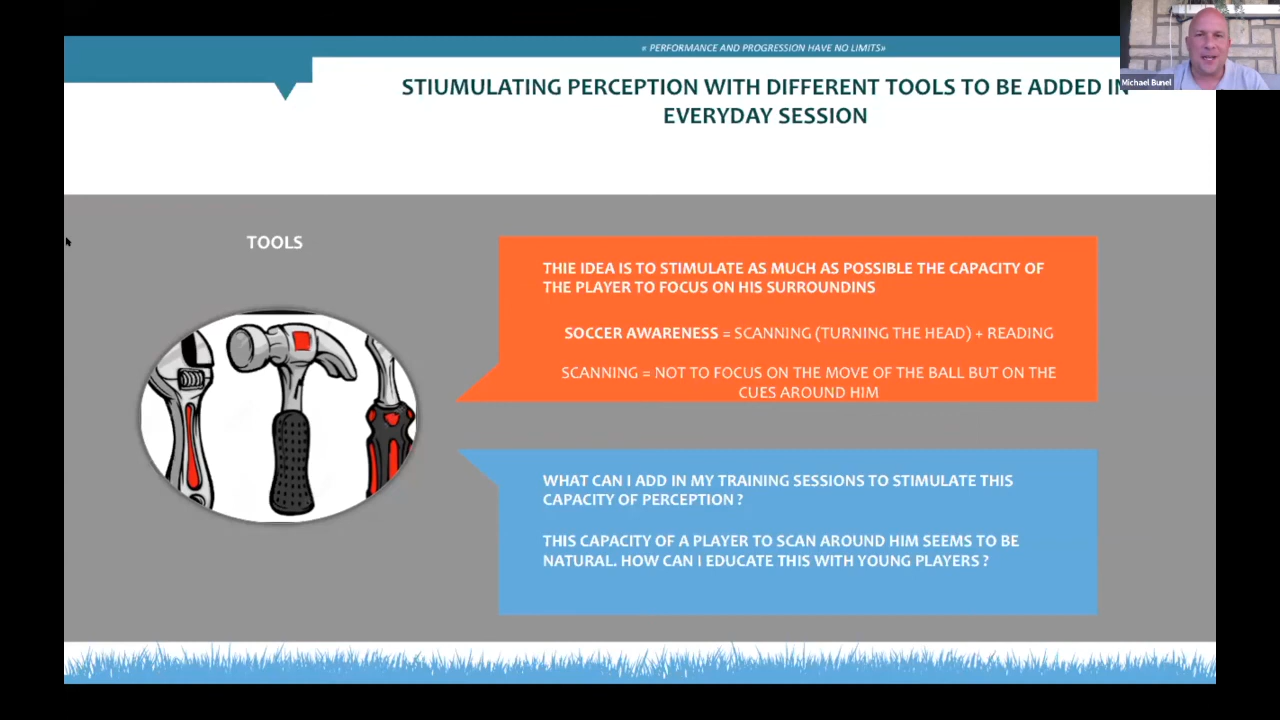 « PERFORMANCE AND PROGRESSION HAVE NO LIMITS»
STIUMULATING PERCEPTION WITH DIFFERENT TOOLS TO BE ADDED IN
EVERYDAY SESSION
Michael Bunel
TOOLS
THIE IDEA IS TO STIMULATE AS MUCH AS POSSIBLE THE CAPACITY OF
THE PLAYER TO FOCUS ON HIS SURROUNDINS
SOCCER AWARENESS = SCANNING (TURNING THE HEAD) + READING
SCANNING = NOT TO FOCUS ON THE MOVE OF THE BALL BUT ON THE
CUES AROUND HIM
WHAT CAN I ADD IN MY TRAINING SESSIONS TO STIMULATE THIS
CAPACITY OF PERCEPTION ?
THIS CAPACITY OF A PLAYER TO SCAN AROUND HIM SEEMS TO BE
NATURAL. HOW CAN I EDUCATE THIS WITH YOUNG PLAYERS ?